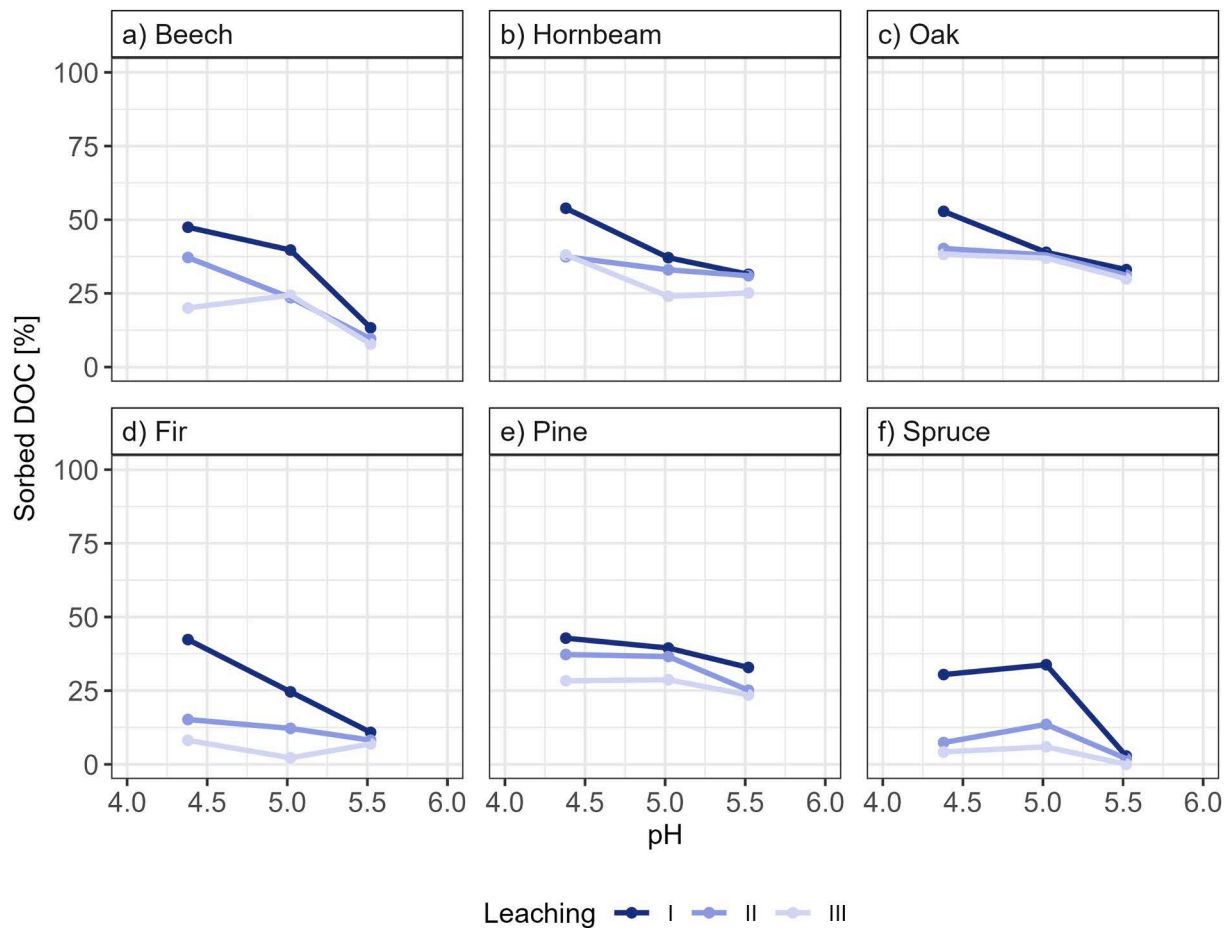 a) Beech
b) Hornbeam
c) Oak
100
75
50
25
0
d) Fir
e) Pine
f) Spruce
100
75
50
25
0
4.0 4.5 5.0 5.5 6.0
4.0 4.5 5.0 5.5 6.0
4.0 4.5 5.0 5.5 6.0
Sorbed DOC [%]
pH
Leaching I II III